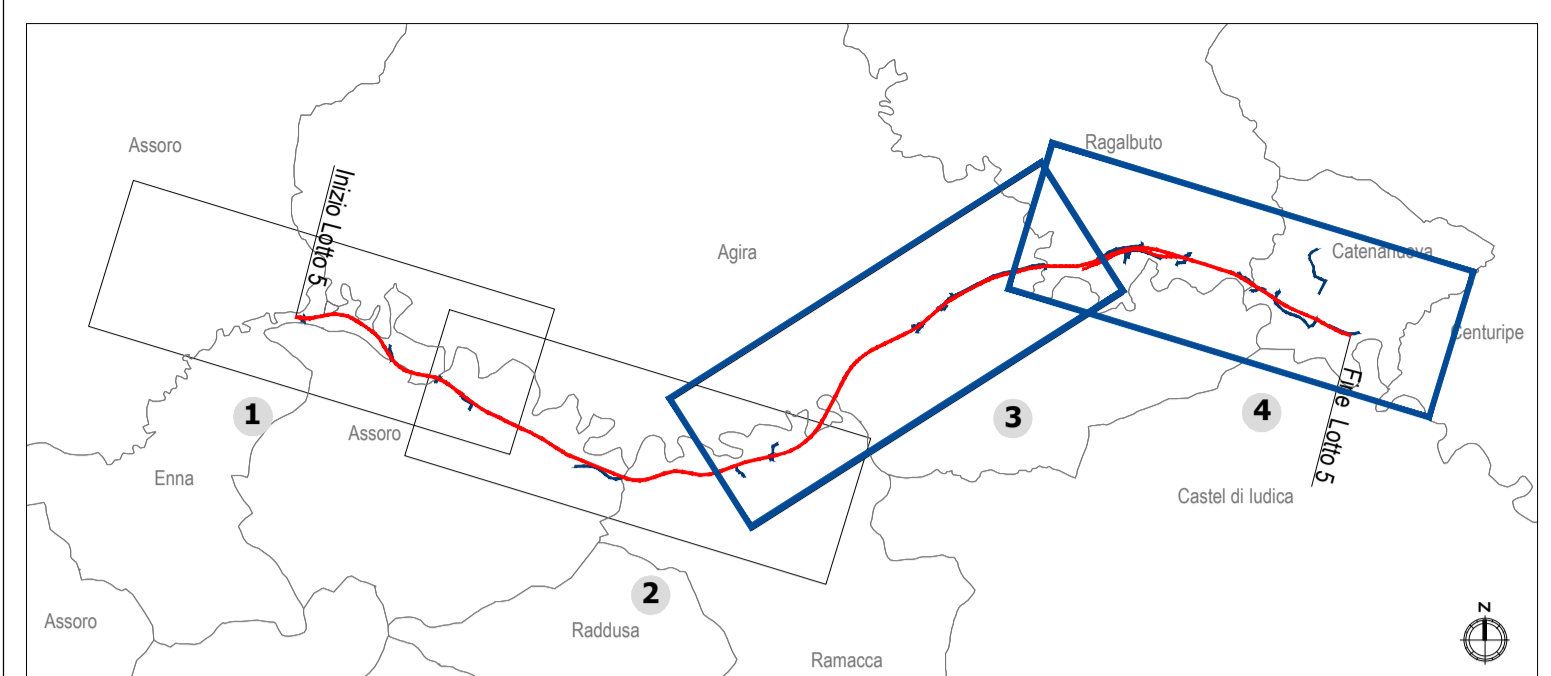 Ragalbuto
Assoro
Inizio Lotto 5
Agira
Catenanuova
Centuripe
1
3
4
Assoro
Enna
Fine Lotto 5
Castel di Iudica
2
Assoro
Raddusa
Ramacca
N